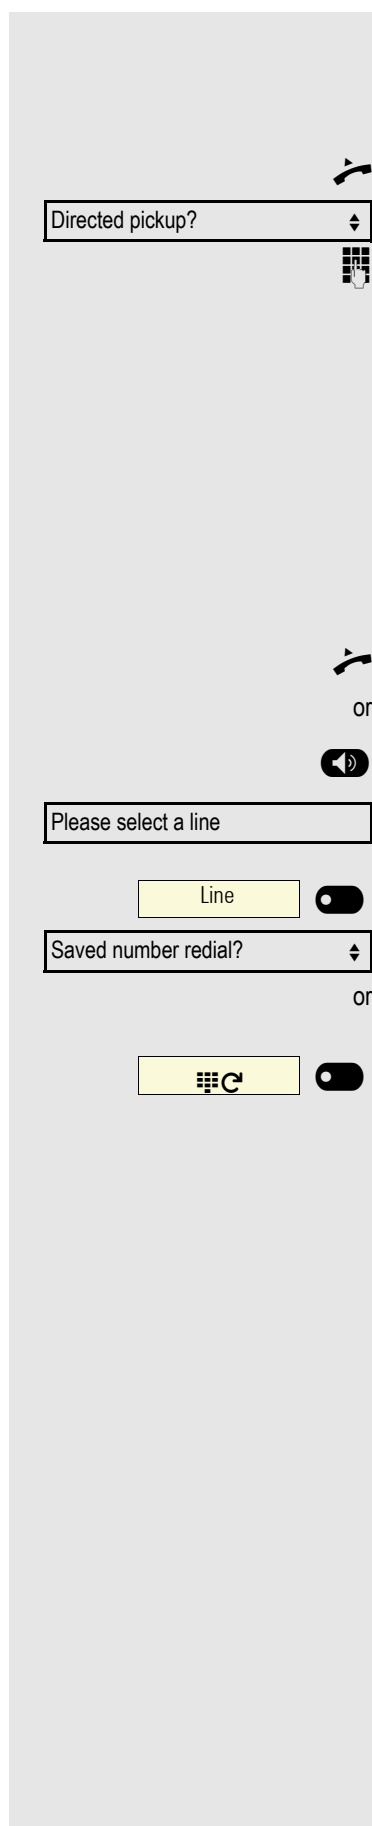 Directed pickup?
or
Please select a line
Line
Saved number redial?
or